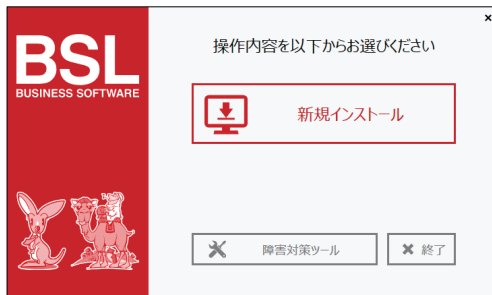 BSL
BUSINESS SOFTWARE
操作内容を以下からお選びください
新規インストール
障害対策ツール
終了